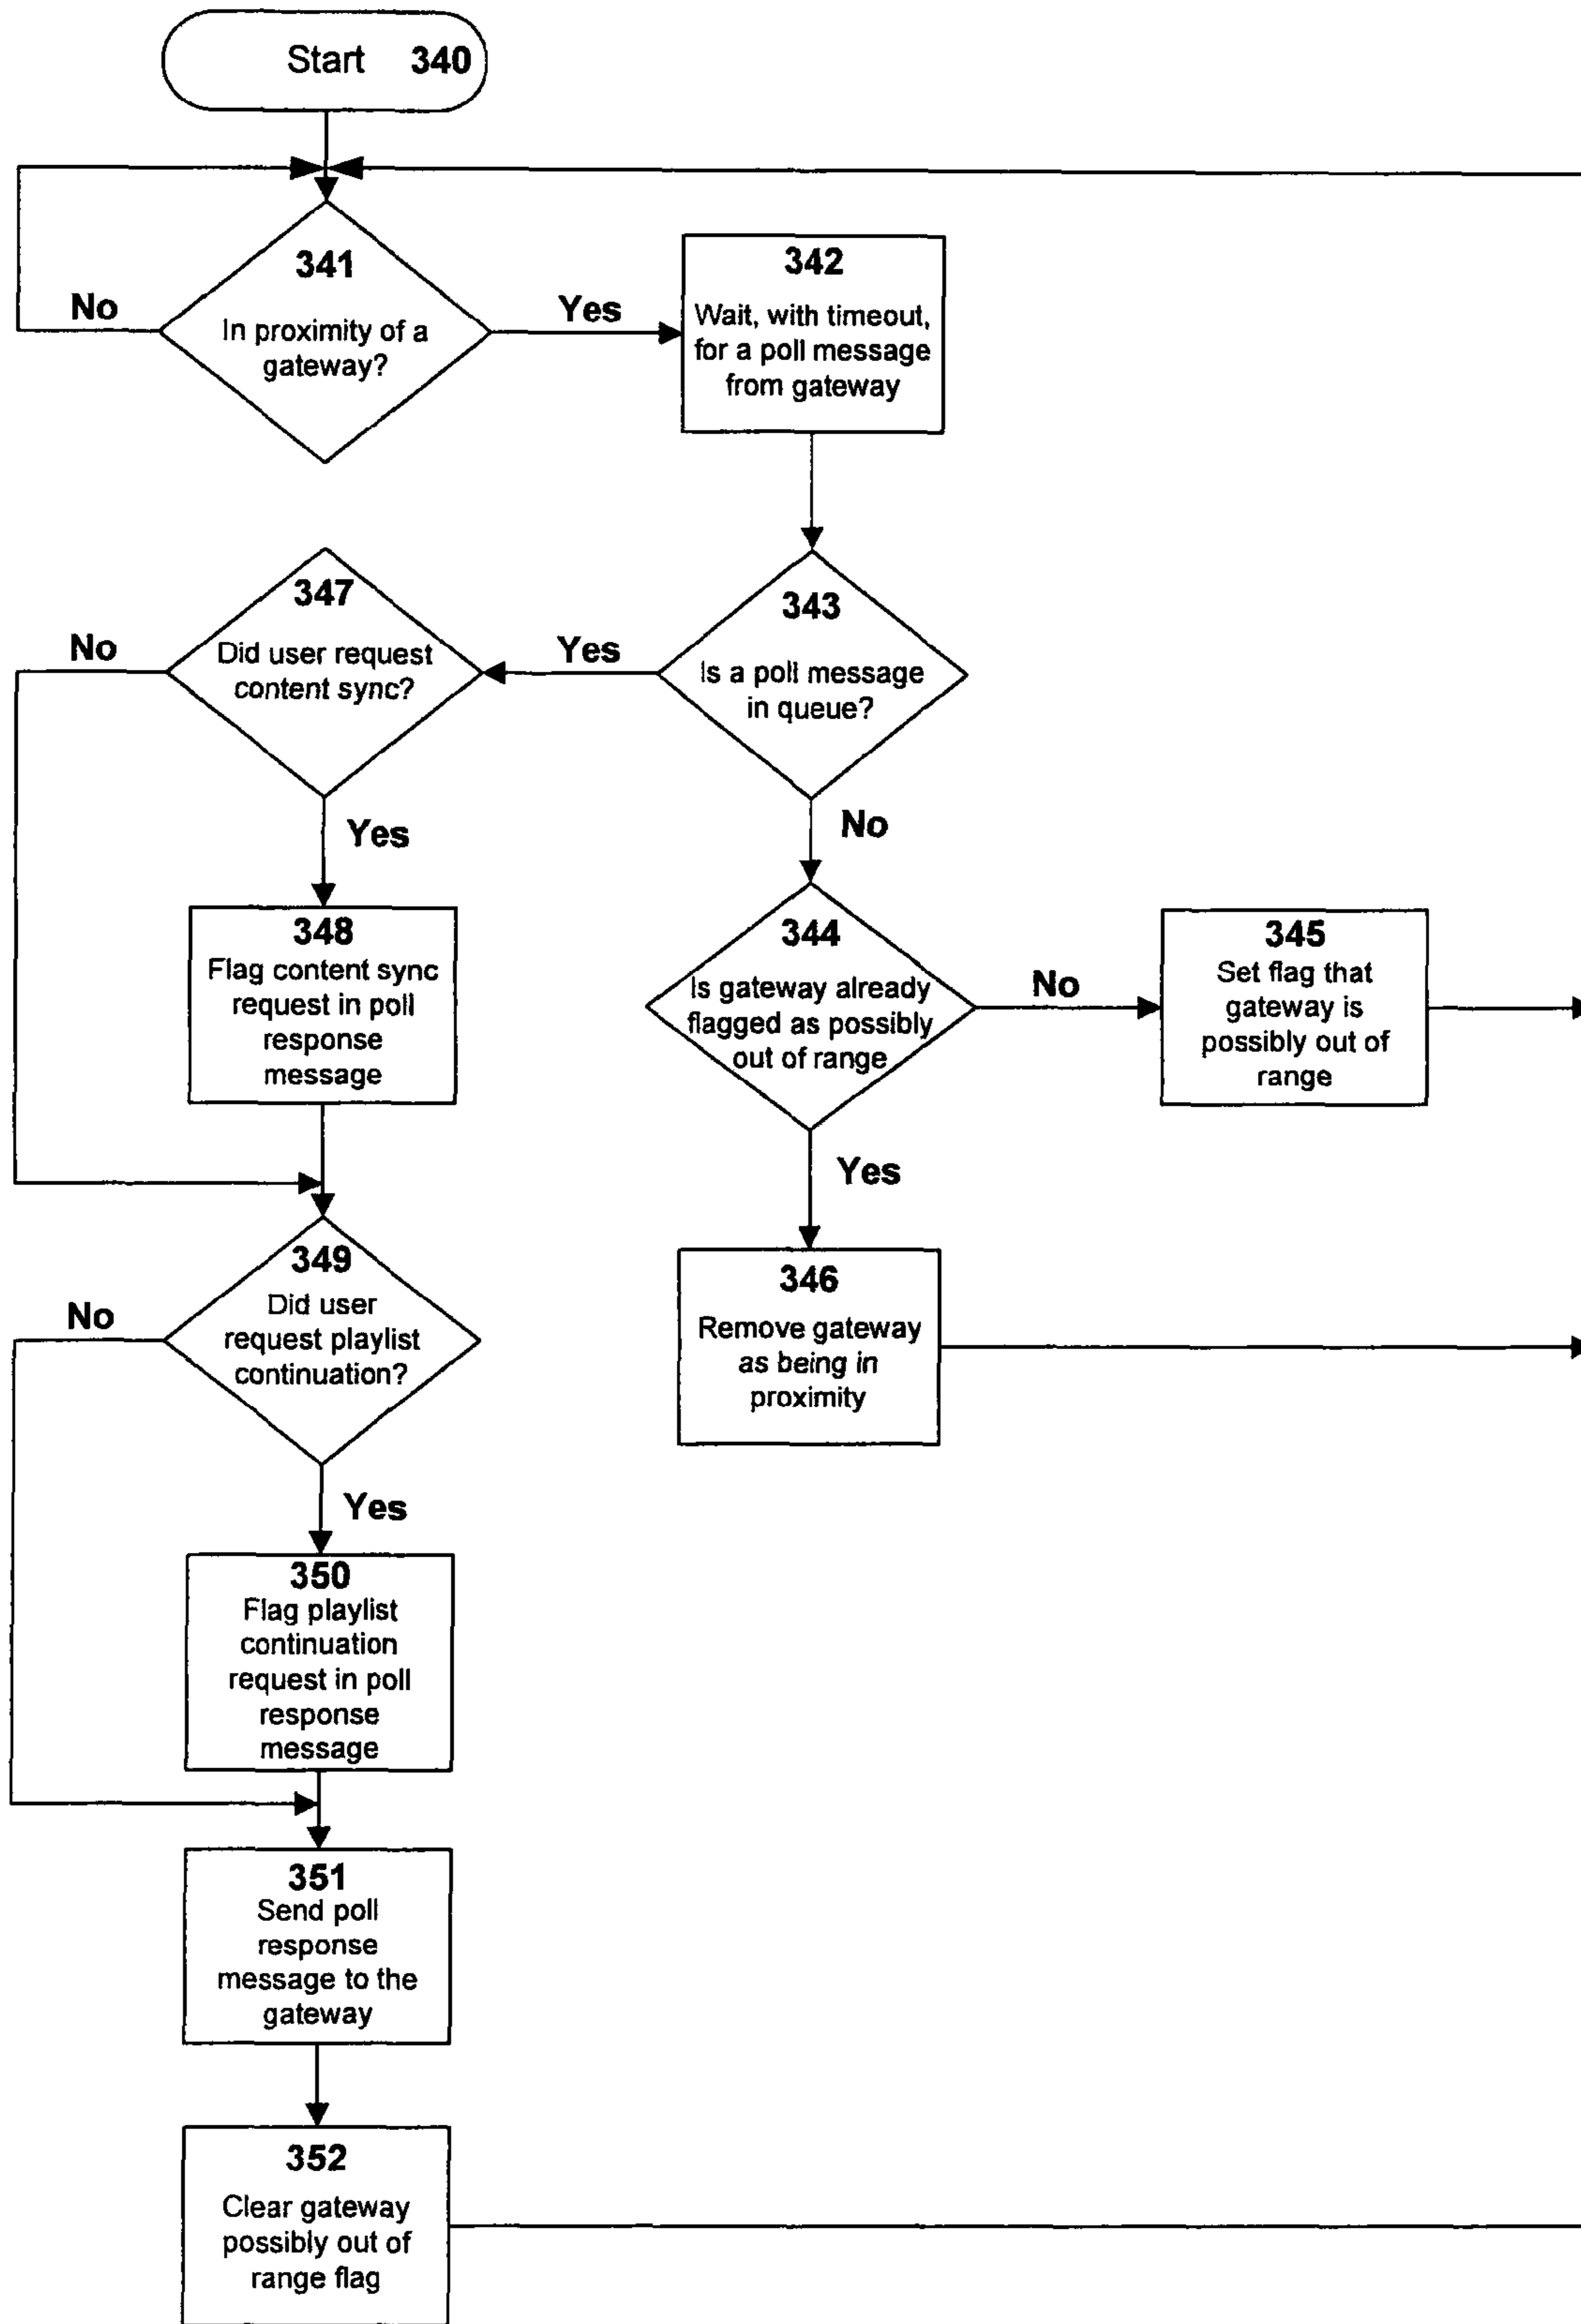 Start 340
341
In proximity of a
gateway?
No
Yes
342
Wait, with timeout,
for a poll message
from gateway
343
Is a poll message
in queue?
Yes
No
347
Did user request
content sync?
No
Yes
348
Flag content sync
request in poll
response
message
344
Is gateway already
flagged as possibly
out of range
No
Yes
345
Set flag that
gateway is
possibly out of
range
346
Remove gateway
as being in
proximity
349
Did user
request playlist
continuation?
No
Yes
350
Flag playlist
continuation
request in poll
response
message
351
Send poll
response
message to the
gateway
352
Clear gateway
possibly out of
range flag